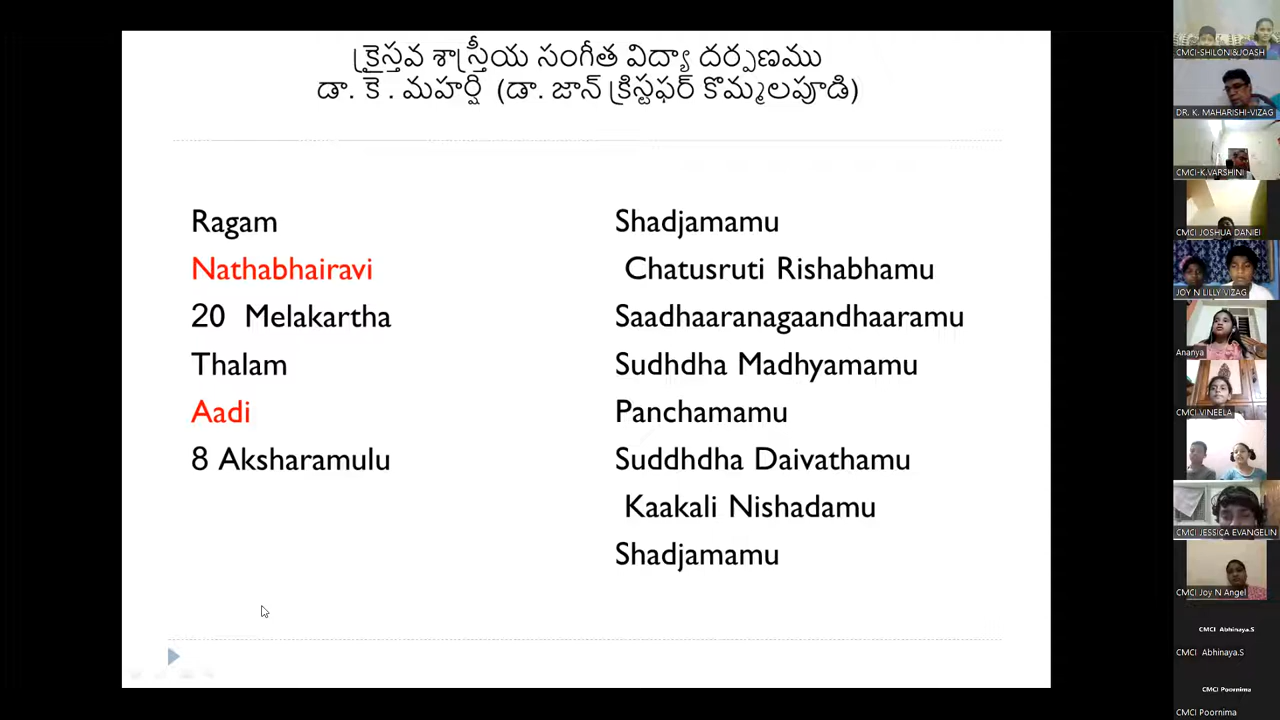 క్రైస్తవ శాస్త్రీయ సంగీత విద్యా దర్పణము
డా. కె . మహర్షి (డా. జాన్ క్రిస్టఫర్ కొమ్మలపూడి)
Ragam
Nathabhairavi
20 Melakartha
Thalam
Aadi
8 Aksharamulu
Shadjamamu
Chatusruti Rishabhamu
Saadhaaranagaandhaaramu
Sudhdha Madhyamamu
Panchamamu
Suddhdha Daivathamu
Kaakali Nishadamu
Shadjamamu
CMCI-SHILONI&JOASH
DR. K. MAHARISHI-VIZAG
CMCI-K.VARSHINI
CMCI JOSHUA DANIEl
JOY N LILLY VIZAG
Ananya
CMCI.VINEELA
CMCI JESSICA EVANGELIN
CMCI Joy N Angel
CMCI Abhinaya.S
CMCI Abhinaya.S
CMCI Poornima
CMCI Poornima